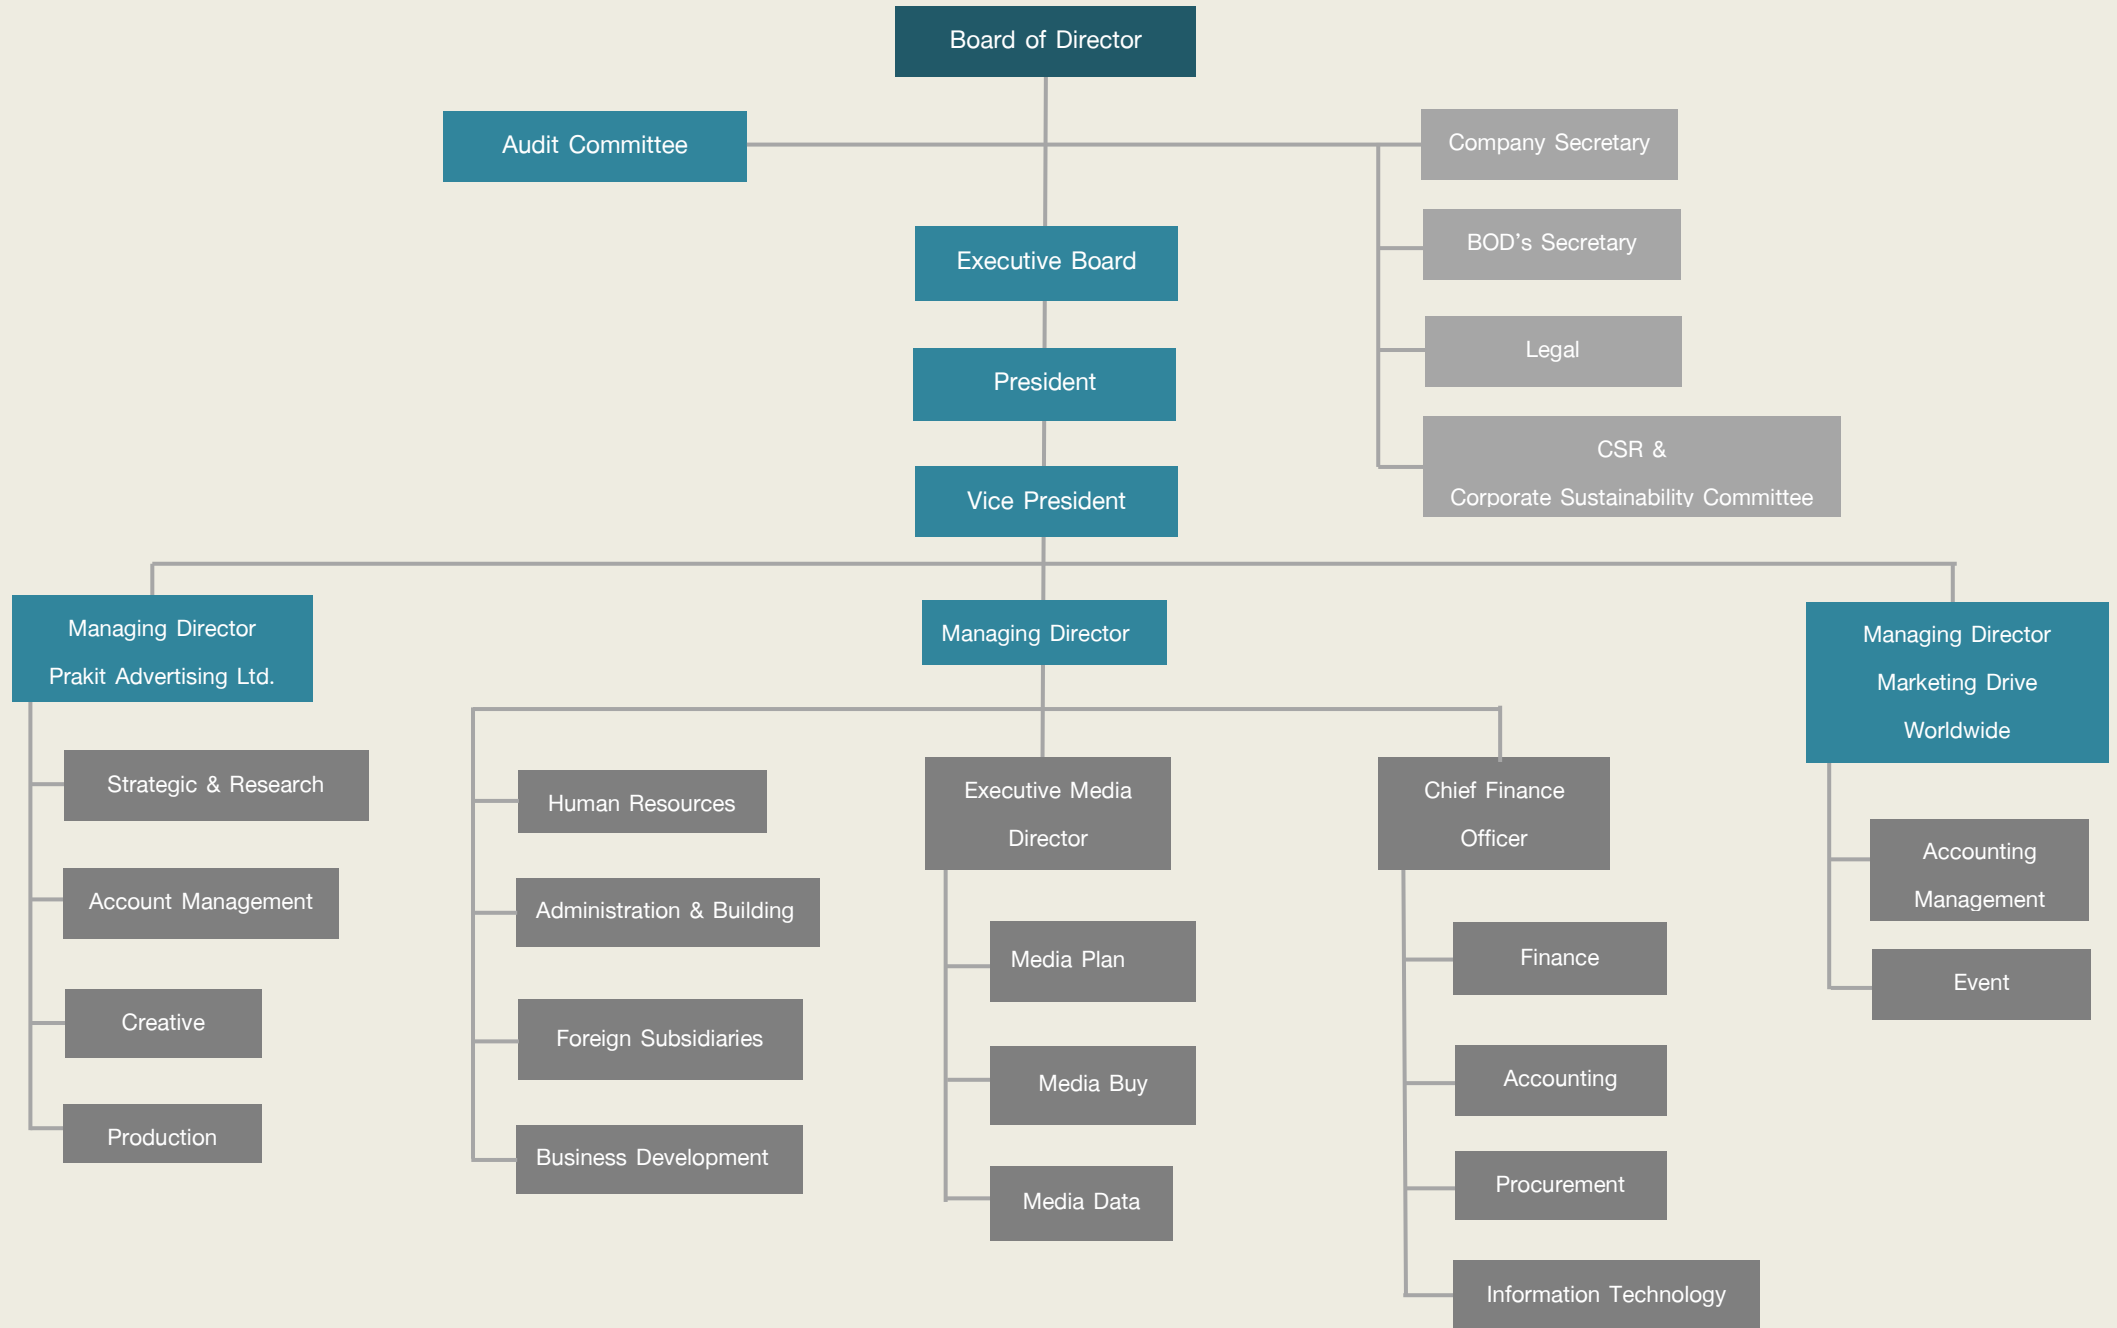 Board of Director
Audit Committee
Company Secretary
BOD's Secretary
Executive Board
Legal
President
CSR &
Corporate Sustainability Committee
Vice President
Managing Director
Prakit Advertising Ltd.
Managing Director
Managing Director
Marketing Drive
Worldwide
Strategic & Research
Account Management
Creative
Production
Human Resources
Administration & Building
Foreign Subsidiaries
Business Development
Executive Media
Director
Media Plan
Media Buy
Media Data
Chief Finance
Officer
Finance
Accounting
Procurement
Information Technology
Accounting
Management
Event